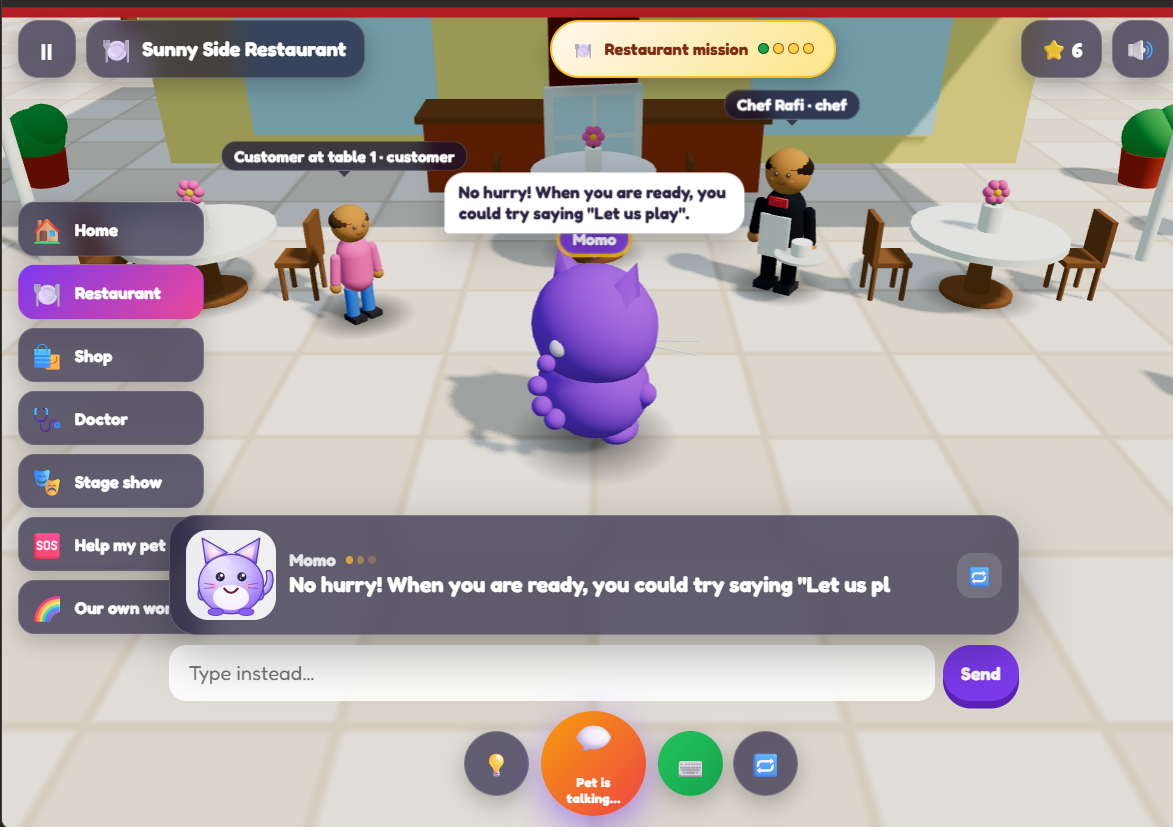 Sunny Side Restaurant
Restaurant mission
6
Chef Rafi · chef
Customer at table 1 · customer
No hurry! When you are ready, you
could try saying "Let us play".
Momo
Home
Restaurant
Shop
Doctor
Stage show
SOS Help my pet
Our own wor
Momo
No hurry! When you are ready, you could try saying "Let us pl
Type instead...
Send
Pet is
talking...